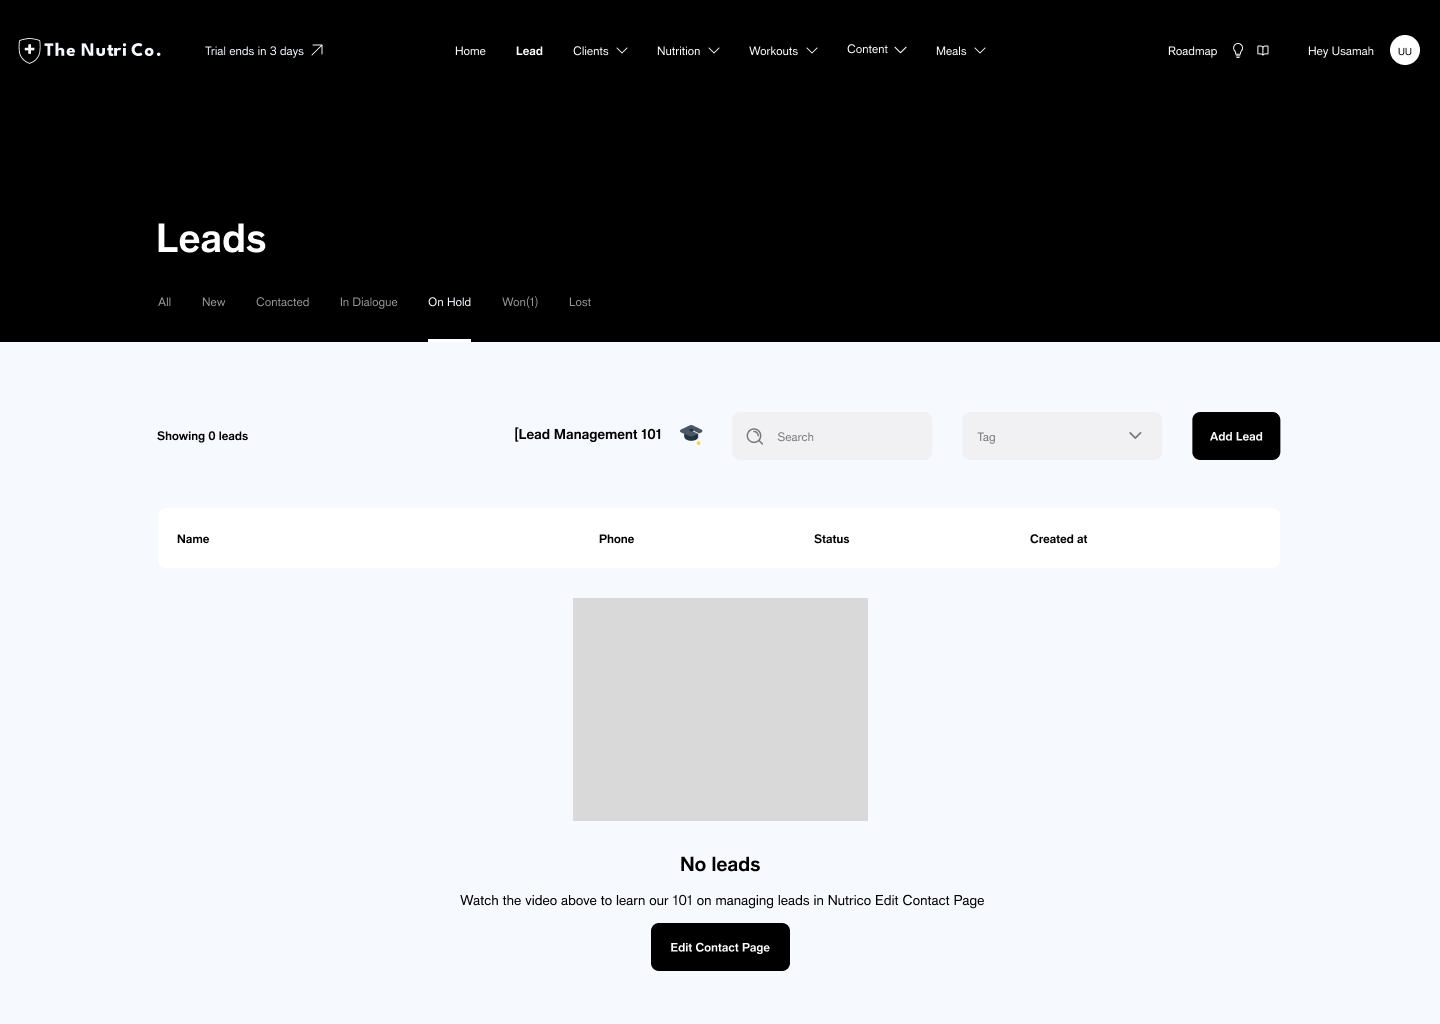 The Nutri Co.
Trial ends in 3 days
Home
Lead
Clients
Nutrition
Workouts
Content
Meals
Roadmap
Hey Usamah
UU
Leads
All
New
Contacted
In Dialogue
On Hold
Won(1)
Lost
Showing 0 leads
[Lead Management 101
Search
Tag
Add Lead
Name
Phone
Status
Created at
No leads
Watch the video above to learn our 101 on managing leads in Nutrico Edit Contact Page
Edit Contact Page